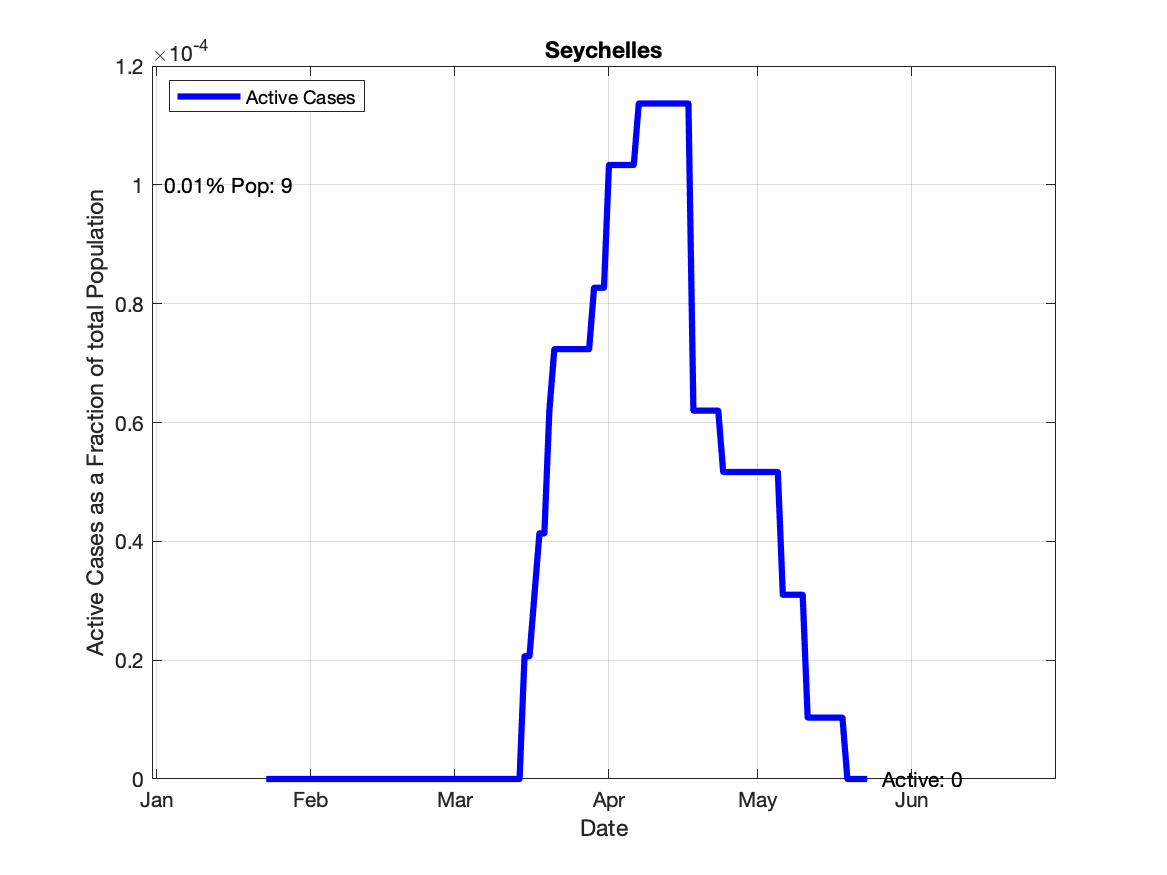 Seychelles
×10-4
Active Cases
1.2
1
0.8
0.6
0.4
0.2
0
0.01% Pop: 9
Active: 0
Active Cases as a Fraction of total Population
Jan Feb Mar Apr May Jun
Date